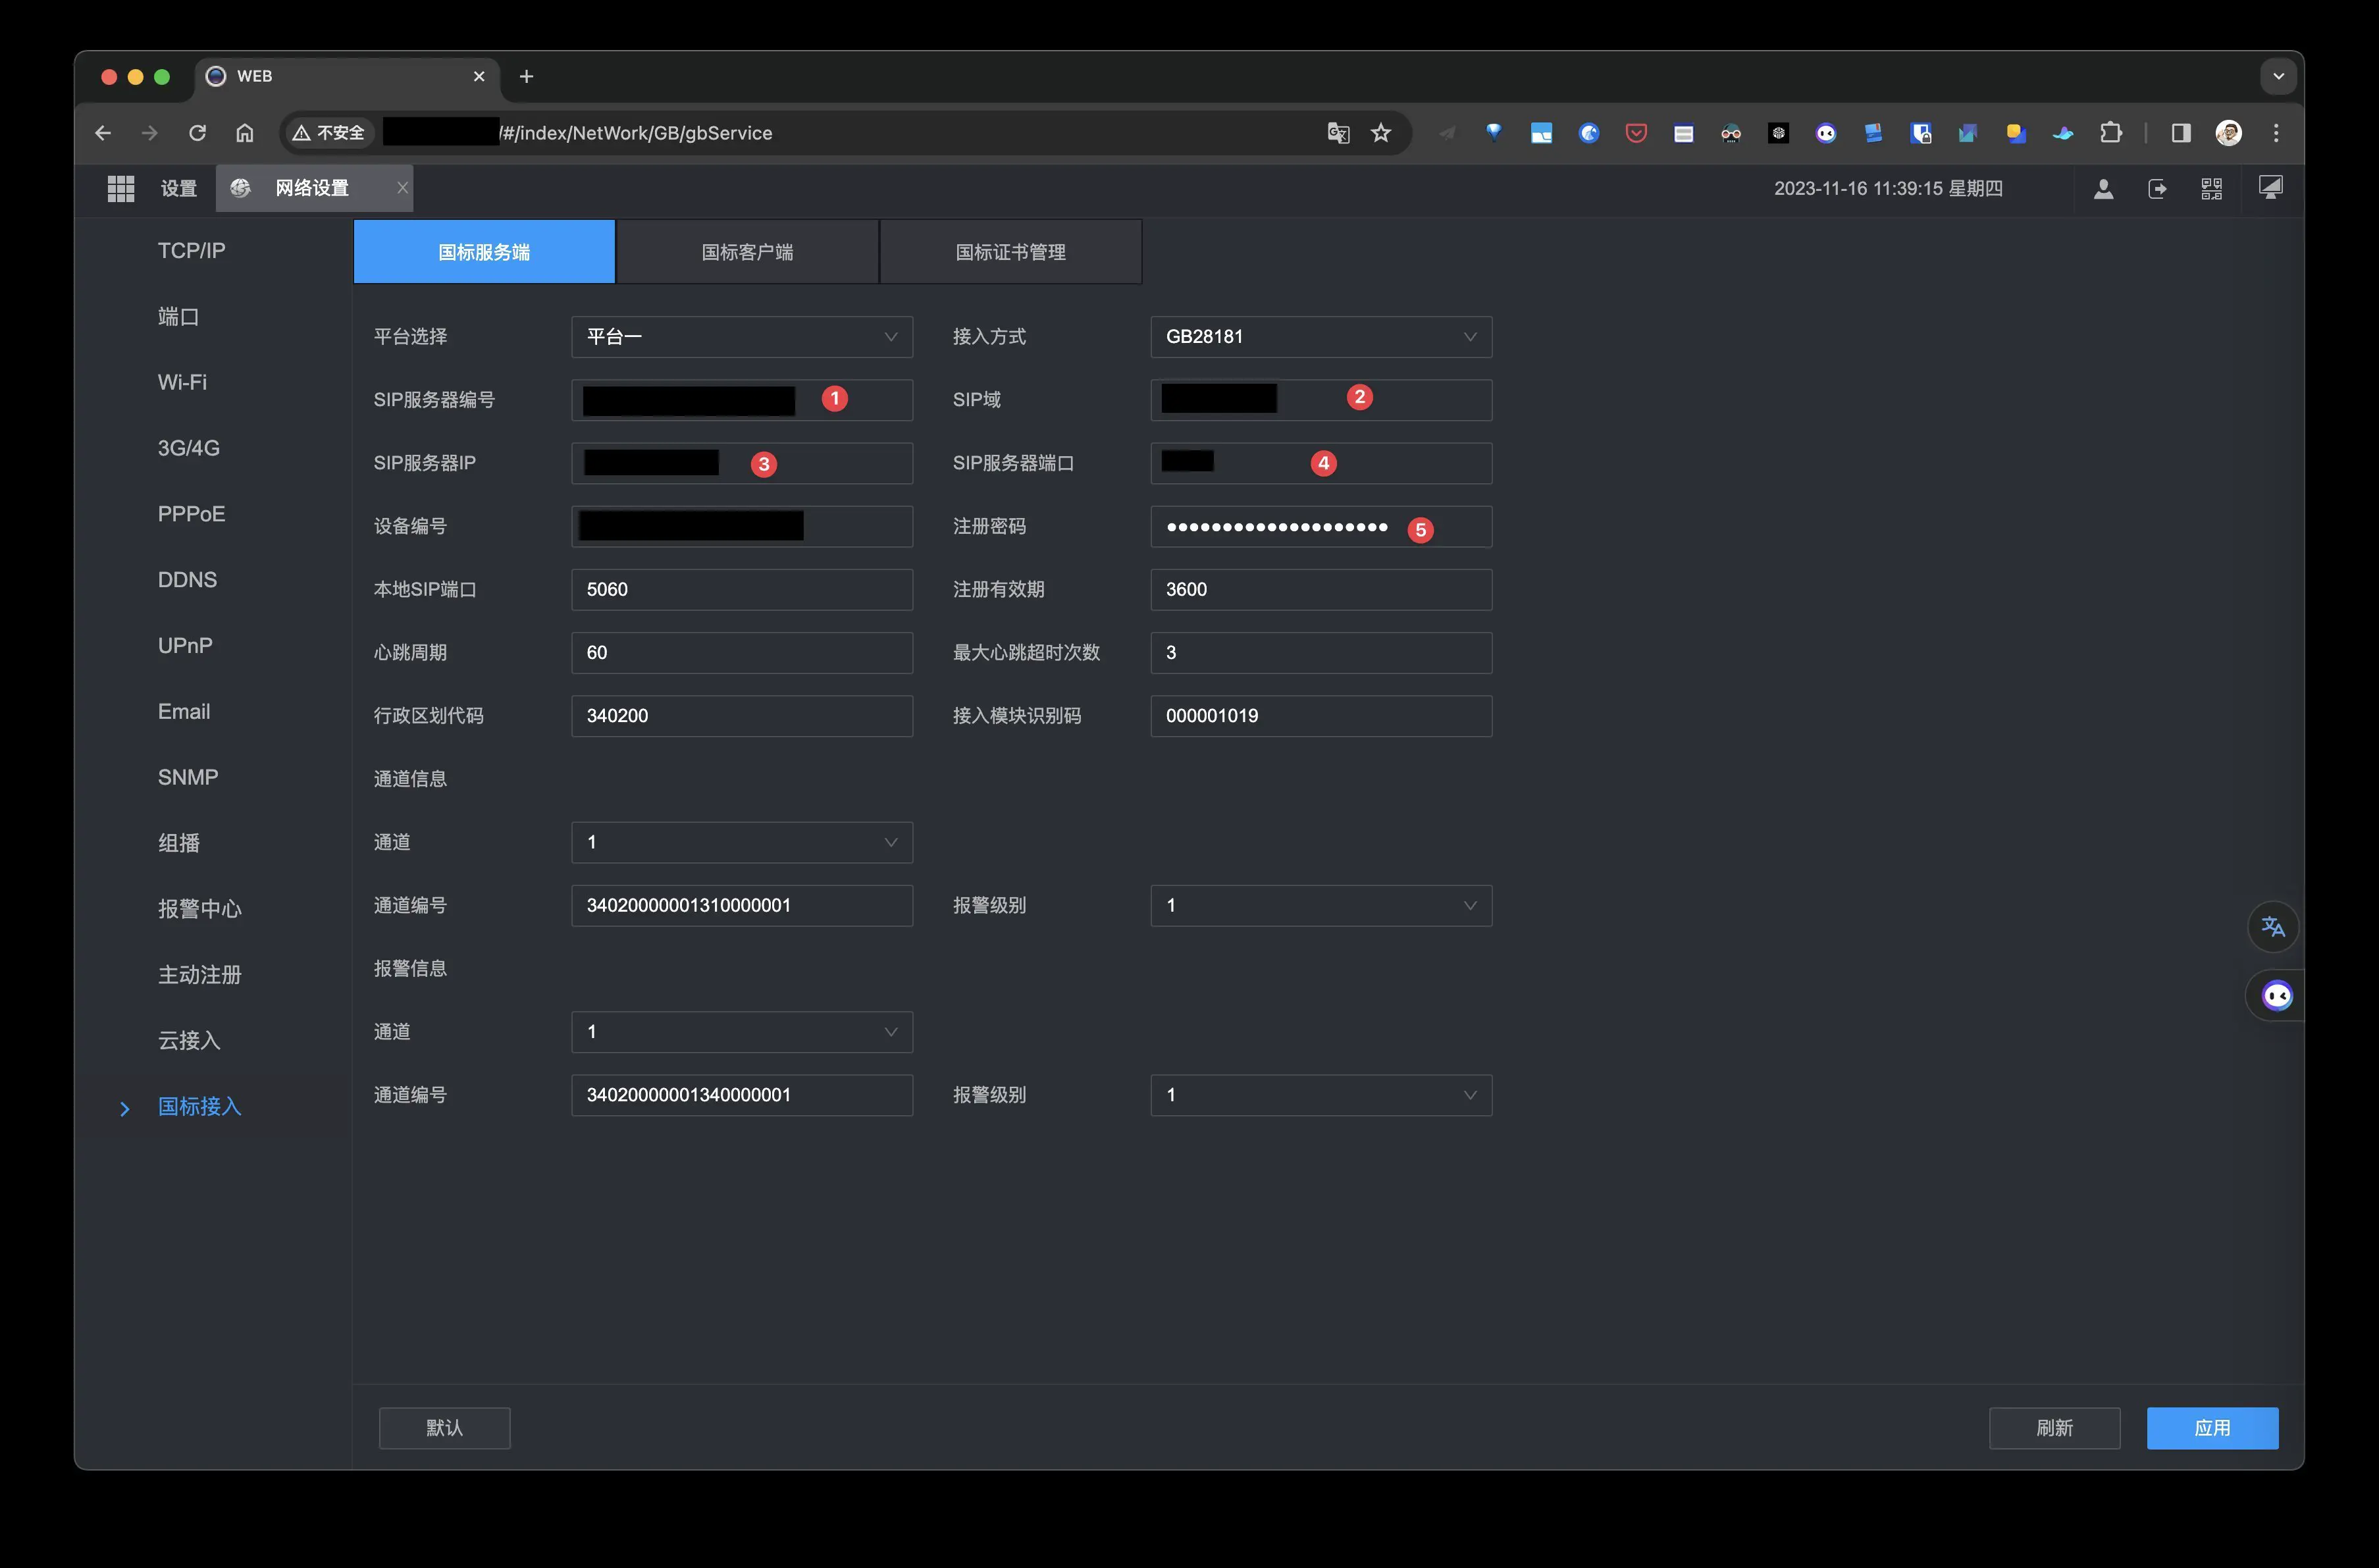 WEB
不安全 /#/index/NetWork/GB/gbService
设置 网络设置 2023-11-16 11:39:15 星期四
TCP/IP
端口
Wi-Fi
3G/4G
PPPoE
DDNS
UPnP
Email
SNMP
组播
报警中心
主动注册
云接入
国标接入
国标服务端 国标客户端 国标证书管理
平台选择 平台一 接入方式 GB28181
SIP服务器编号 1 SIP域 2
SIP服务器IP 3 SIP服务器端口 4
设备编号 注册密码 •••••••••••••••••••• 5
本地SIP端口 5060 注册有效期 3600
心跳周期 60 最大心跳超时次数 3
行政区划代码 340200 接入模块识别码 000001019
通道信息
通道 1
通道编号 34020000001310000001 报警级别 1
报警信息
通道 1
通道编号 34020000001340000001 报警级别 1
默认 刷新 应用